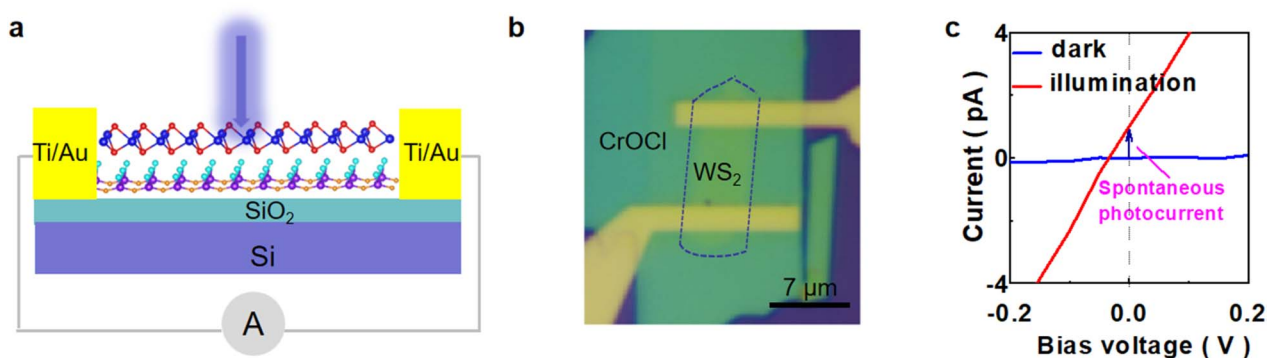 a
Ti/Au
Ti/Au
SiO₂
Si
A
b
CrOCl
WS₂
7 μm
c
4
0
-4
Current ( pA )
dark
illumination
Spontaneous
photocurrent
-0.2
0.0
0.2
Bias voltage ( V )